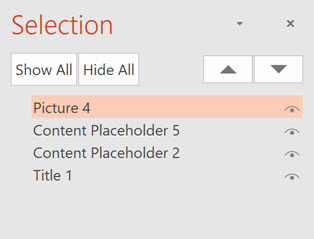 Selection
Show All Hide All
Picture 4
Content Placeholder 5
Content Placeholder 2
Title 1